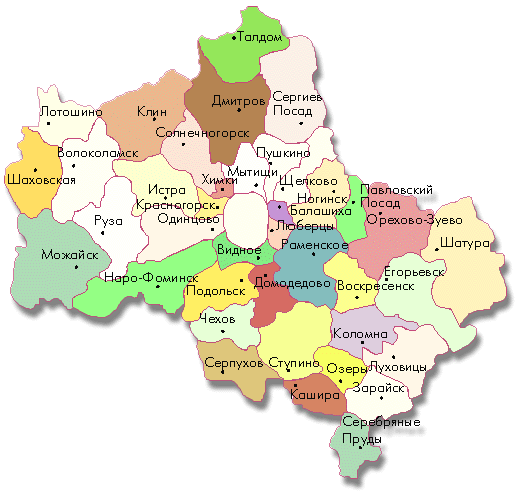 Талдом
Дмитров
Сергиев
Посад
Лотошино
Клин
Солнечногорск
Волоколамск
Пушкино
Шаховская
Истра
Химки
Мытищи
Щелково
Красногорск
Ногинск
Павловский
Посад
Руза
Одинцово
Балашиха
Орехово-Зуево
Люберцы
Шатура
Можайск
Видное
Раменское
Наро-Фоминск
Подольск
Домодедово
Егорьевск
Воскресенск
Чехов
Коломна
Серпухов
Ступино
Озеры
Луховицы
Кашира
Зарайск
Серебряные
Пруды